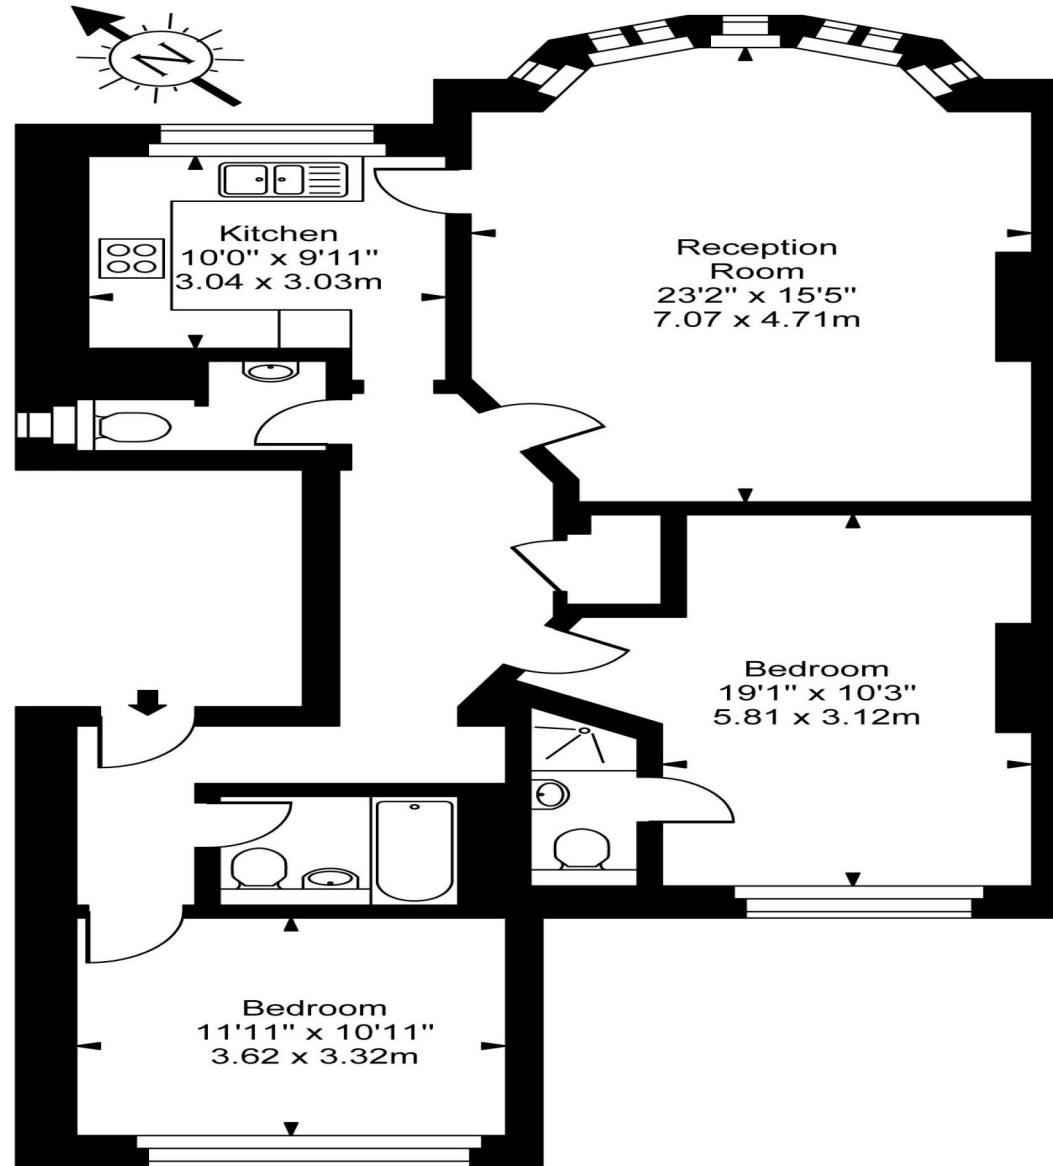 N
Kitchen
10'0" x 9'11"
3.04 x 3.03m
Reception
Room
23'2" x 15'5"
7.07 x 4.71m
Bedroom
19'1" x 10'3"
5.81 x 3.12m
Bedroom
11'11" x 10'11"
3.62 x 3.32m